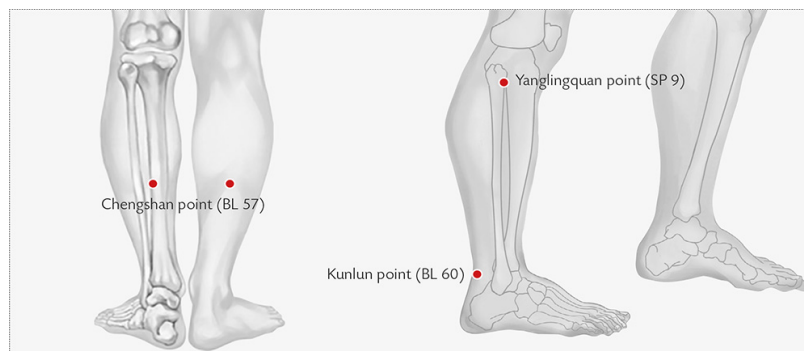 Yanglingquan point (SP 9)
Chengshan point (BL 57)
Kunlun point (BL 60)